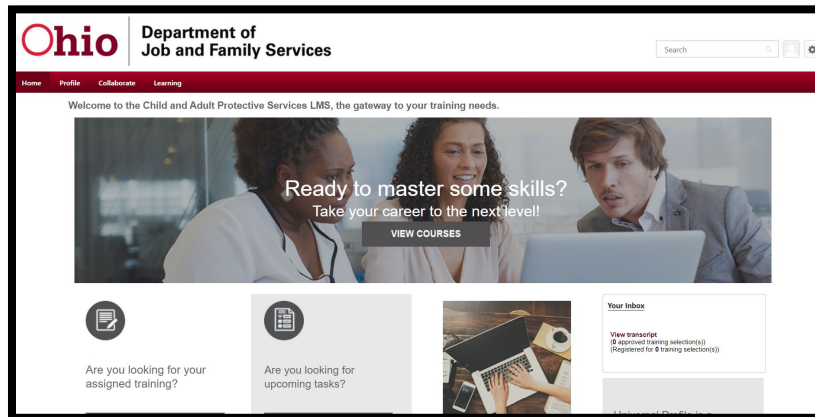 Ohio
Department of
Job and Family Services
Search
Home Profile Collaborate Learning
Welcome to the Child and Adult Protective Services LMS, the gateway to your training needs.
Ready to master some skills?
Take your career to the next level!
VIEW COURSES
Are you looking for your
assigned training?
Are you looking for
upcoming tasks?
Your Inbox
View transcript
(0 approved training selection(s))
(Registered for 0 training selection(s))
Universal Profile is a